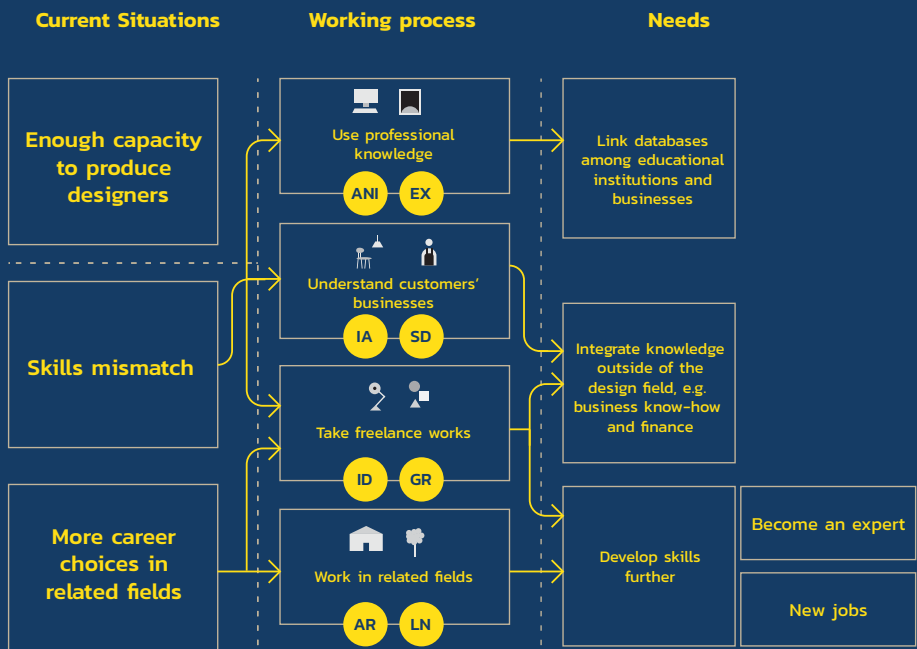 Current Situations
Working process
Needs
Enough capacity
to produce
designers
Skills mismatch
More career
choices in
related fields
Use professional
knowledge
ANI
EX
Understand customers'
businesses
IA
SD
Take freelance works
ID
GR
Work in related fields
AR
LN
Link databases
among educational
institutions and
businesses
Integrate knowledge
outside of the
design field, e.g.
business know-how
and finance
Develop skills
further
Become an expert
New jobs